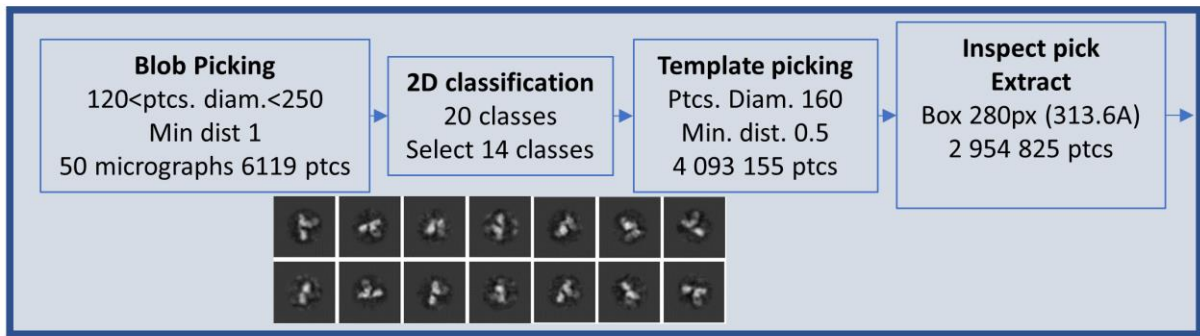 Blob Picking
120<ptcs. diam.<250
Min dist 1
50 micrographs 6119 ptcs
2D classification
20 classes
Select 14 classes
Template picking
Ptcs. Diam. 160
Min. dist. 0.5
4 093 155 ptcs
Inspect pick
Extract
Box 280px (313.6A)
2 954 825 ptcs